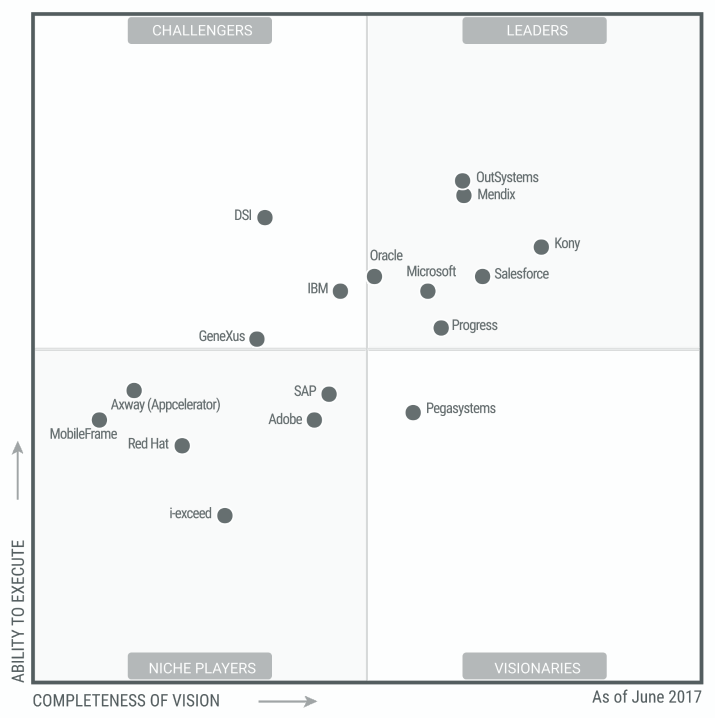 CHALLENGERS
LEADERS
OutSystems
Mendix
DSI
Kony
Oracle
Microsoft
Salesforce
IBM
Progress
GeneXus
SAP
Axway (Appcelerator)
Pegasystems
Adobe
MobileFrame
Red Hat
i-exceed
ABILITY TO EXECUTE
NICHE PLAYERS
VISIONARIES
COMPLETENESS OF VISION
As of June 2017